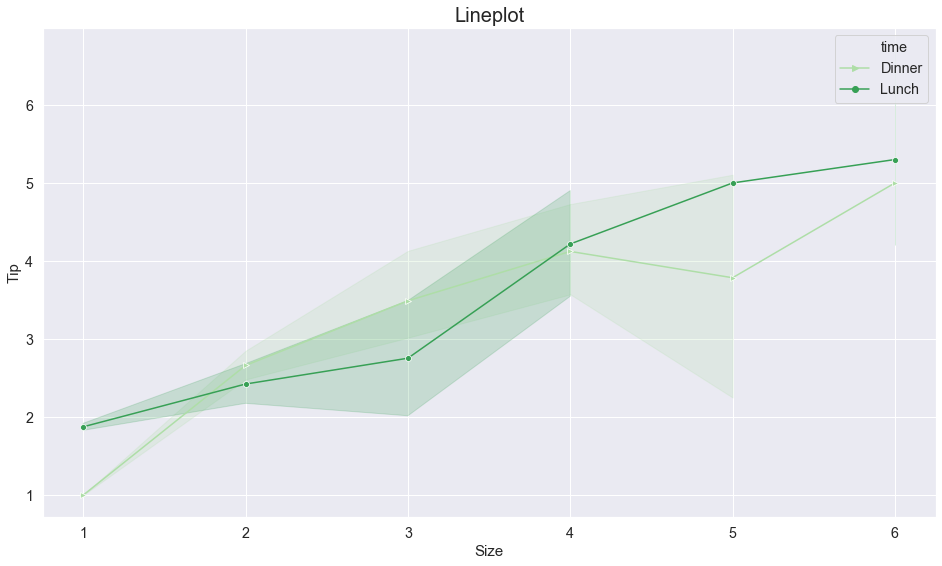 Lineplot
time
Dinner
Lunch
6
5
4
3
2
1
Tip
1 2 3 4 5 6
Size